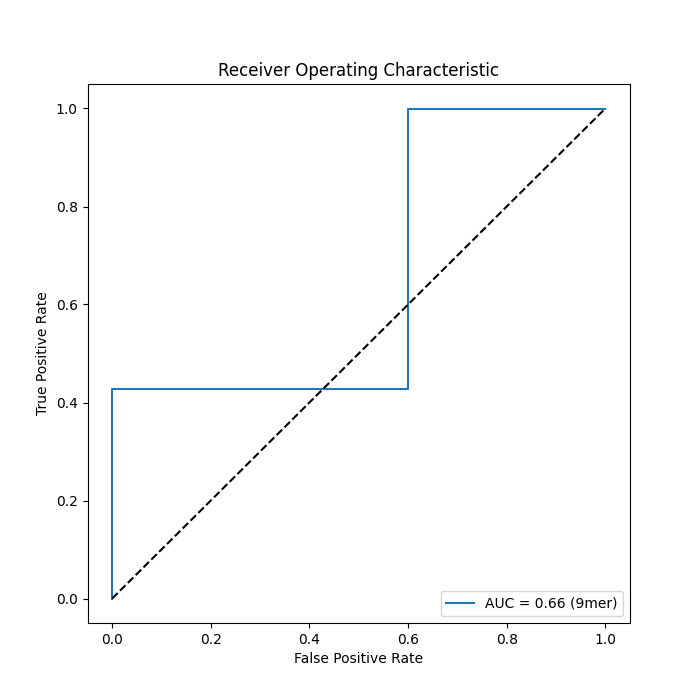 Receiver Operating Characteristic
1.0
0.8
0.6
0.4
0.2
0.0
True Positive Rate
AUC = 0.66 (9mer)
0.0 0.2 0.4 0.6 0.8 1.0
False Positive Rate